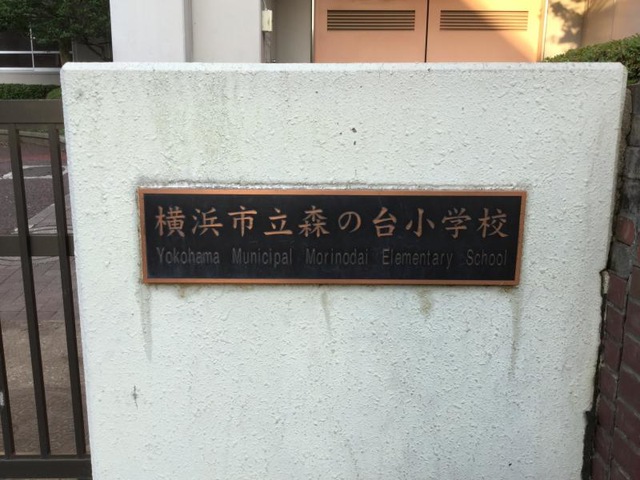 横浜市立森の台小学校
Yokohama Municipal Morinodai Elementary School